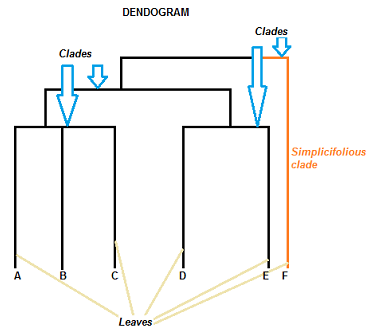 DENDOGRAM
Clades
Clades
Simplicifolious
clade
A B C D E F
Leaves